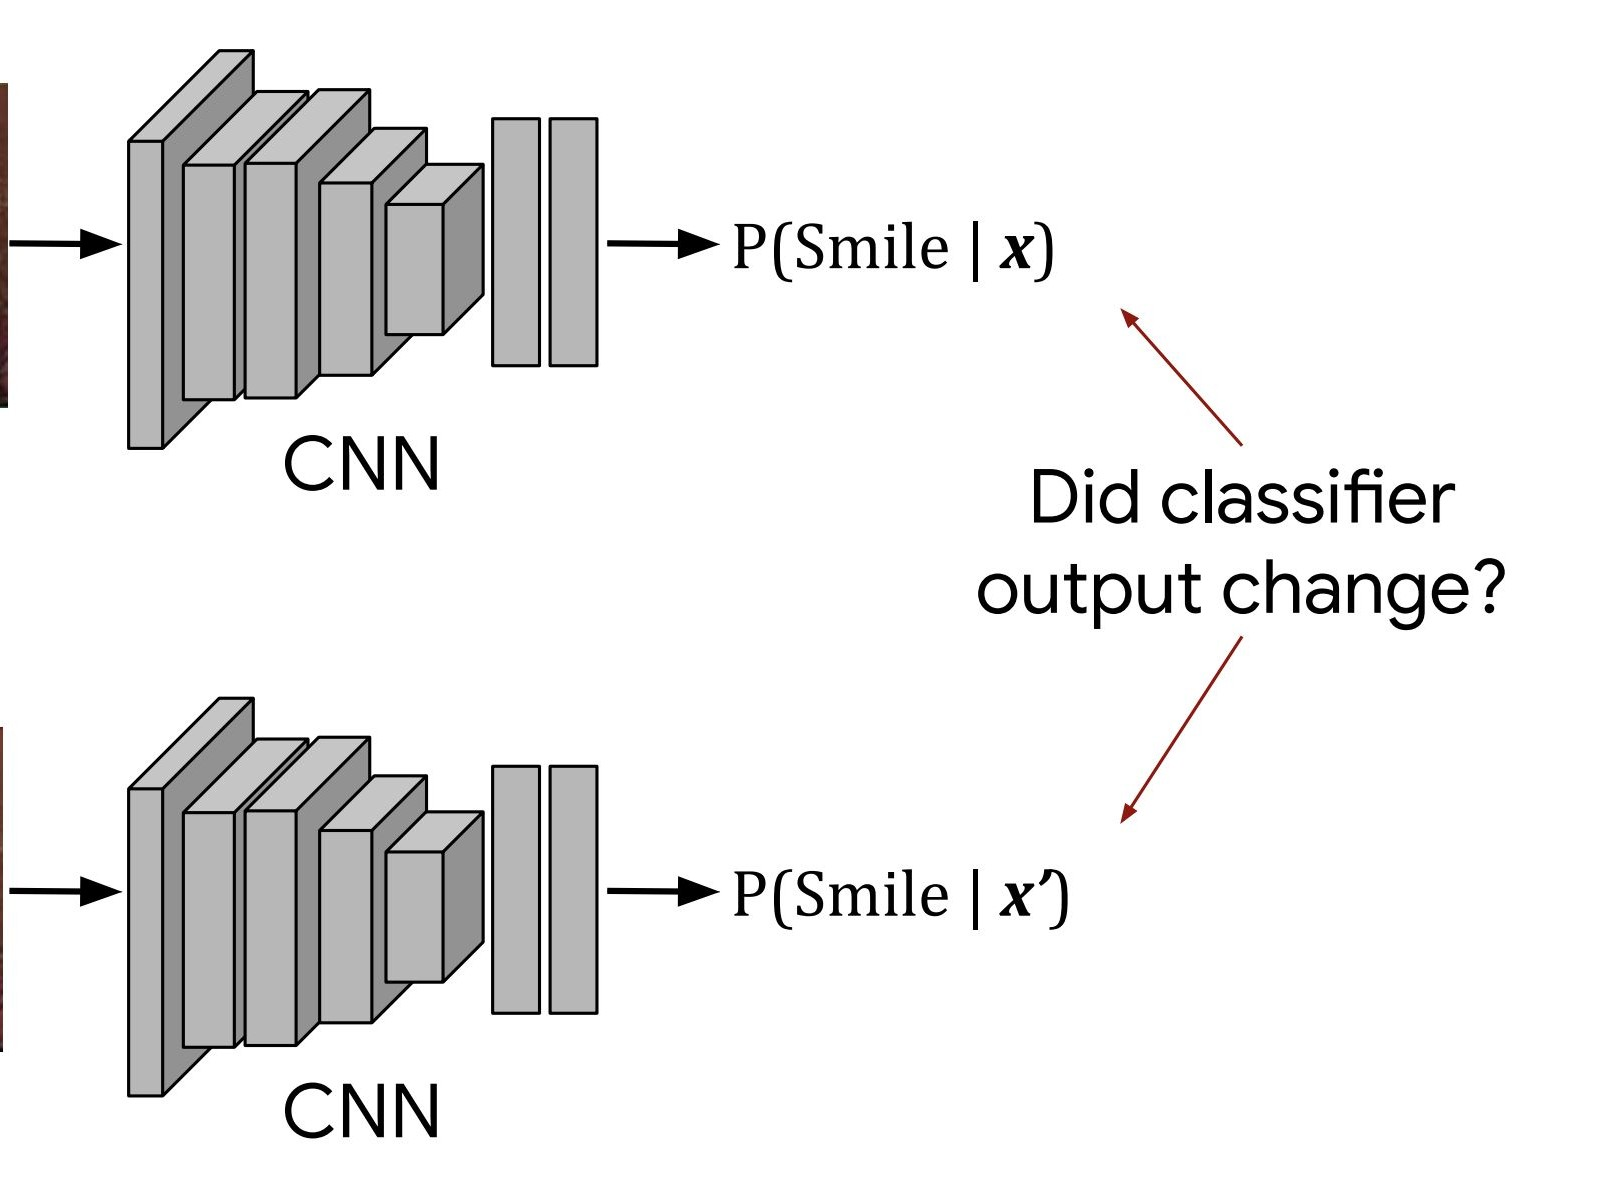 P(Smile | x)
CNN
Did classifier
output change?
P(Smile | x’)
CNN